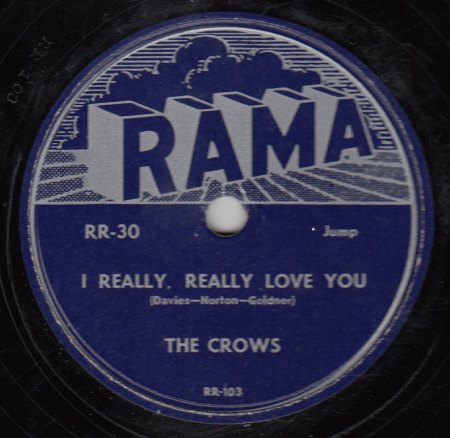 RAMA
RR-30 Jump
I REALLY, REALLY LOVE YOU
(Davies—Norton—Goldner)
THE CROWS
RR-103